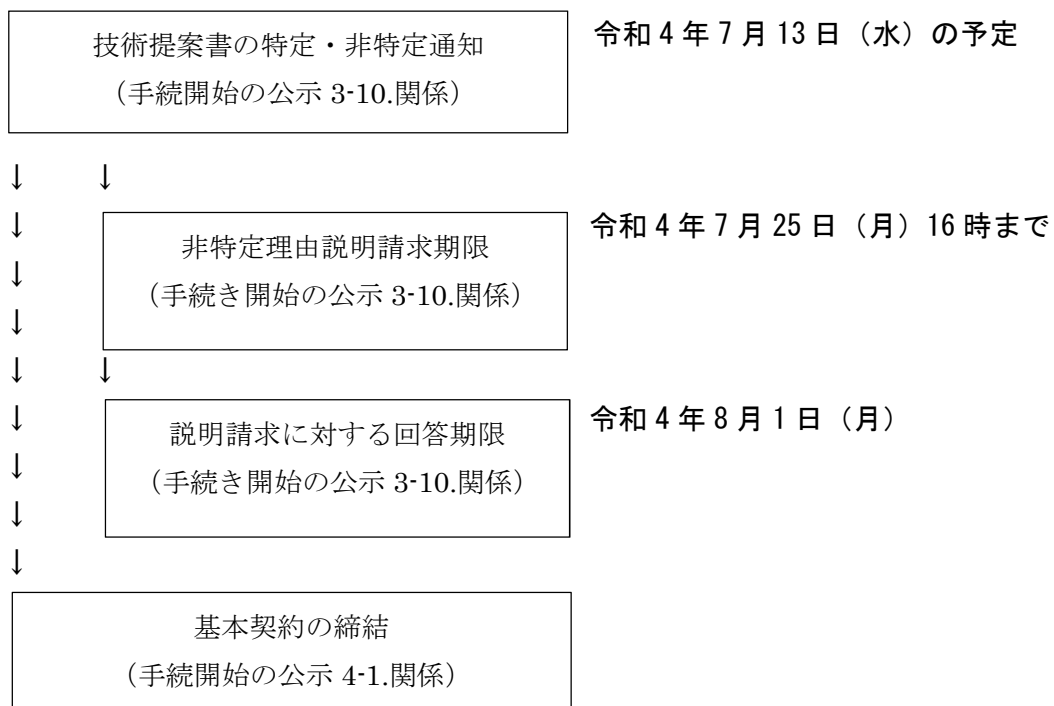 技術提案書の特定・非特定通知
（手続開始の公示 3-10.関係）
令和４年７月13日（水）の予定
↓ ↓
↓
非特定理由説明請求期限
（手続き開始の公示 3-10.関係）
令和４年７月25日（月）16時まで
↓
↓
↓ ↓
↓
説明請求に対する回答期限
（手続き開始の公示 3-10.関係）
令和４年８月１日（月）
↓
↓
↓
基本契約の締結
（手続開始の公示 4-1.関係）